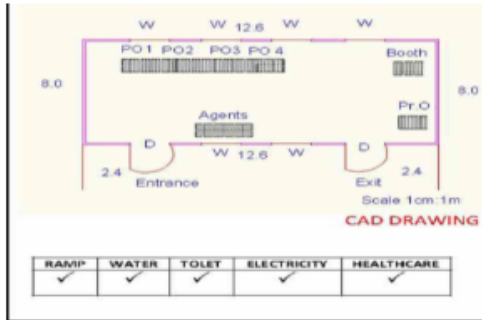 W W 12.6 W W
PO1 PO2 PO3 PO 4 Booth
8.0 8.0
Pr.O
Agents
D W 12.6 W D
2.4 Entrance Exit 2.4
Scale 1cm:1m
CAD DRAWING
RAMP WATER TOLET ELECTRICITY HEALTHCARE
✓ ✓ ✓ ✓ ✓